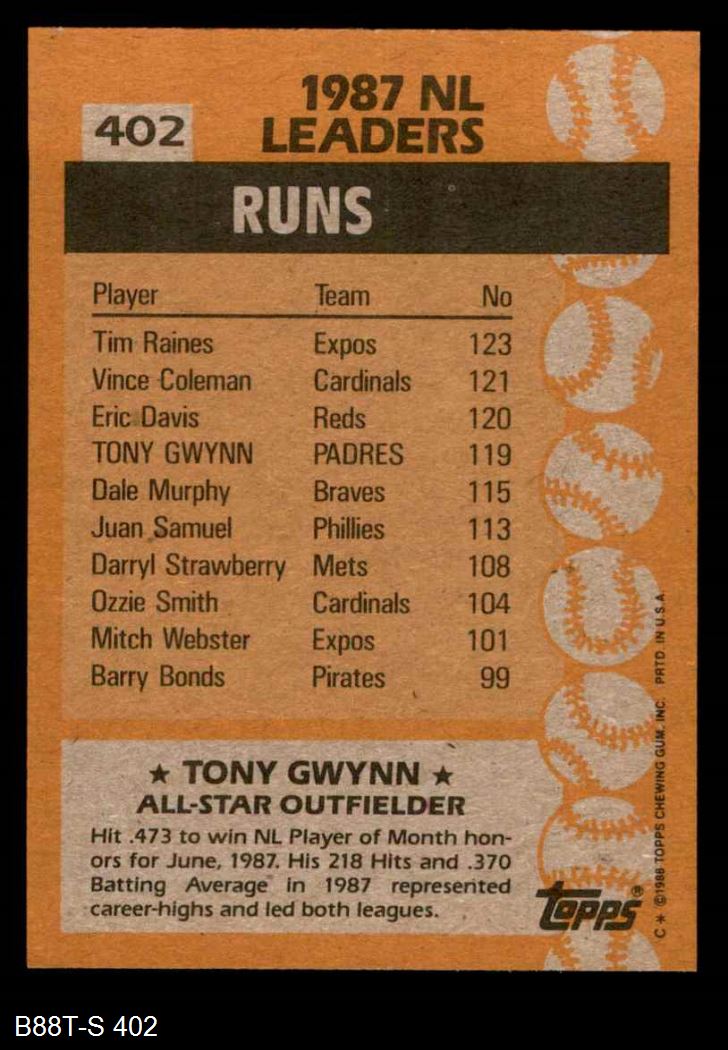 402
1987 NL
LEADERS
RUNS
Player Team No
Tim Raines Expos 123
Vince Coleman Cardinals 121
Eric Davis Reds 120
TONY GWYNN PADRES 119
Dale Murphy Braves 115
Juan Samuel Phillies 113
Darryl Strawberry Mets 108
Ozzie Smith Cardinals 104
Mitch Webster Expos 101
Barry Bonds Pirates 99
★ TONY GWYNN ★
ALL-STAR OUTFIELDER
Hit .473 to win NL Player of Month hon-
ors for June, 1987. His 218 Hits and .370
Batting Average in 1987 represented
career-highs and led both leagues.
Topps®
C * ©1988 TOPPS CHEWING GUM, INC. PRTD. IN U.S.A.
B88T-S 402